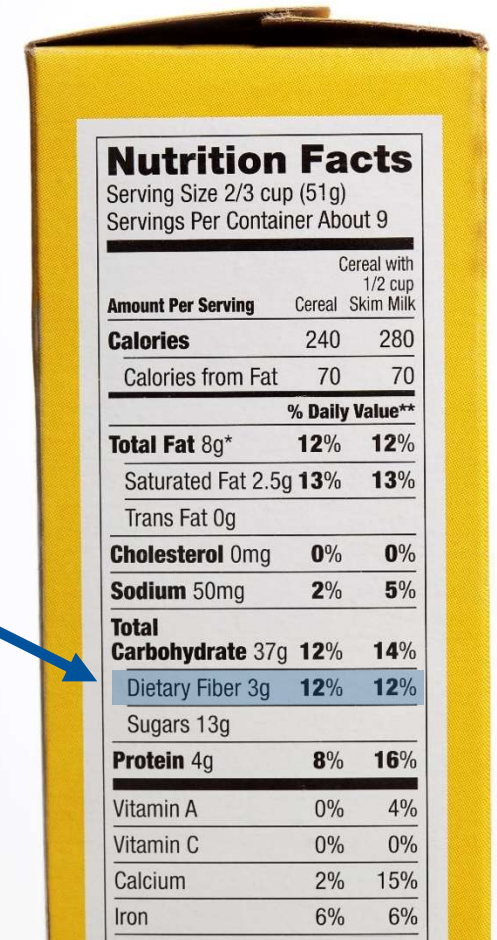 Nutrition Facts
Serving Size 2/3 cup (51g)
Servings Per Container About 9
Cereal with
1/2 cup
Amount Per Serving Cereal Skim Milk
Calories 240 280
Calories from Fat 70 70
% Daily Value**
Total Fat 8g* 12% 12%
Saturated Fat 2.5g 13% 13%
Trans Fat 0g
Cholesterol 0mg 0% 0%
Sodium 50mg 2% 5%
Total
Carbohydrate 37g 12% 14%
Dietary Fiber 3g 12% 12%
Sugars 13g
Protein 4g 8% 16%
Vitamin A 0% 4%
Vitamin C 0% 0%
Calcium 2% 15%
Iron 6% 6%